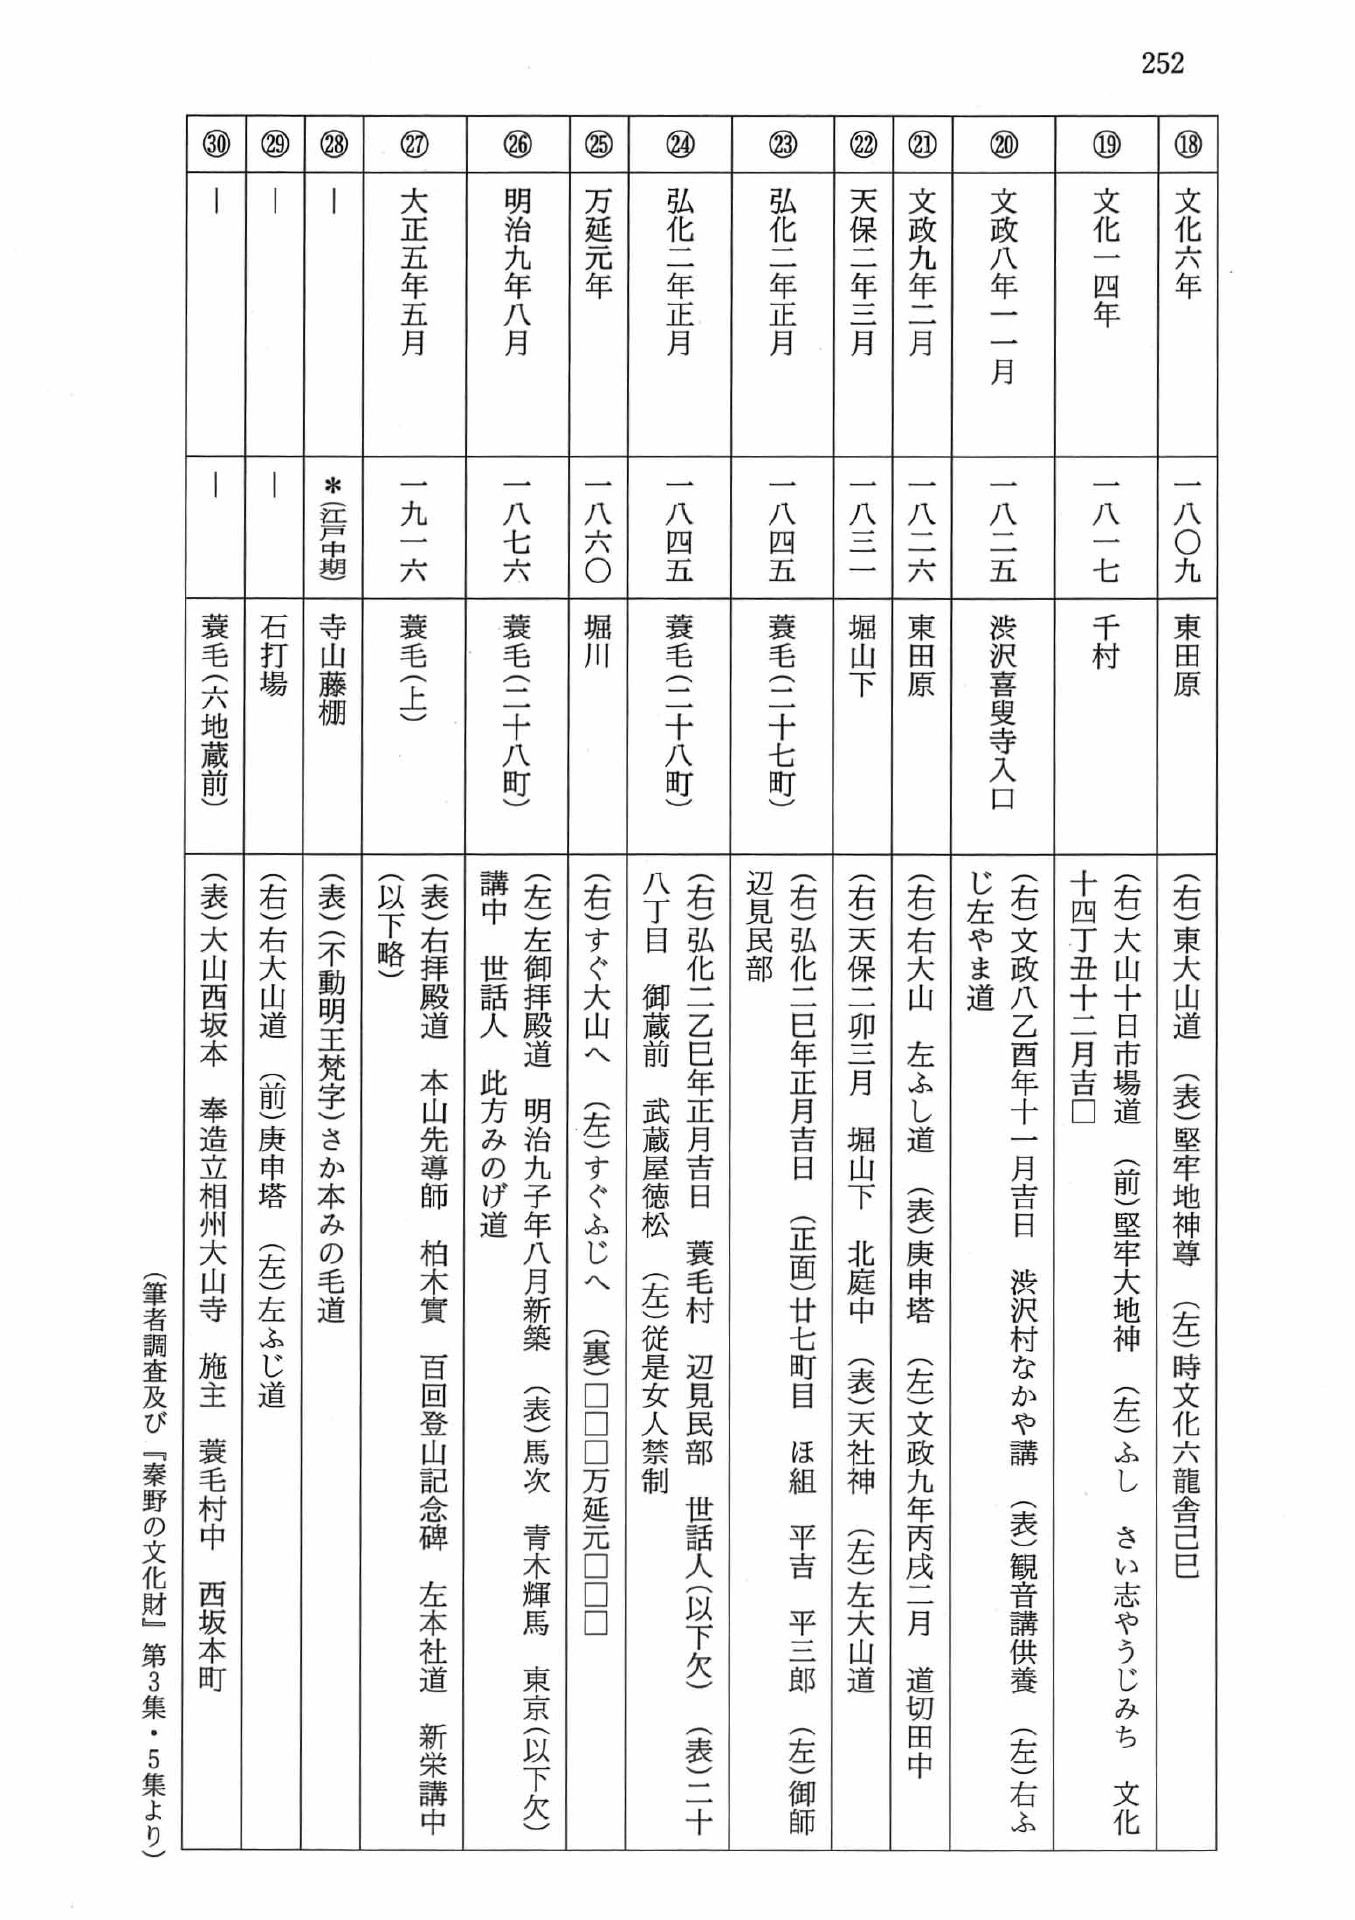 252
⑱ 文化六年 一八〇九 東田原 (右)東大山道 (表)堅牢地神尊 (左)時文化六龍舎己巳
⑲ 文化一四年 一八一七 千村 (右)大山十日市場道 (前)堅牢大地神 (左)ふし さい志やうじみち 文化
十四丁丑十二月吉□
⑳ 文政八年一一月 一八二五 渋沢喜叟寺入口 (右)文政八乙酉年十一月吉日 渋沢村なかや講 (表)観音講供養 (左)右ふ
じ左やま道
㉑ 文政九年二月 一八二六 東田原 (右)右大山 左ふし道 (表)庚申塔 (左)文政九年丙戌二月 道切田中
㉒ 天保二年三月 一八三一 堀山下 (右)天保二卯三月 堀山下 北庭中 (表)天社神 (左)左大山道
㉓ 弘化二年正月 一八四五 蓑毛(二十七町) (右)弘化二巳年正月吉日 (正面)廿七町目 ほ組 平吉 平三郎 (左)御師
辺見民部
㉔ 弘化二年正月 一八四五 蓑毛(二十八町) (右)弘化二乙巳年正月吉日 蓑毛村 辺見民部 世話人(以下欠) (表)二十
八丁目 御蔵前 武蔵屋徳松 (左)従是女人禁制
㉕ 万延元年 一八六〇 堀川 (右)すぐ大山へ (左)すぐふじへ (裏)□□□万延元□□□
㉖ 明治九年八月 一八七六 蓑毛(二十八町) (左)左御拝殿道 明治九子年八月新築 (表)馬次 青木輝馬 東京(以下欠)
講中 世話人 此方みのげ道
㉗ 大正五年五月 一九一六 蓑毛(上) (表)右拝殿道 本山先導師 柏木實 百回登山記念碑 左本社道 新栄講中
(以下略)
㉘ ― ＊(江戸中期) 寺山藤棚 (表)(不動明王梵字)さか本みの毛道
㉙ ― ― 石打場 (右)右大山道 (前)庚申塔 (左)左ふじ道
㉚ ― ― 蓑毛(六地蔵前) (表)大山西坂本 奉造立相州大山寺 施主 蓑毛村中 西坂本町
(筆者調査及び『秦野の文化財』第3集・5集より)